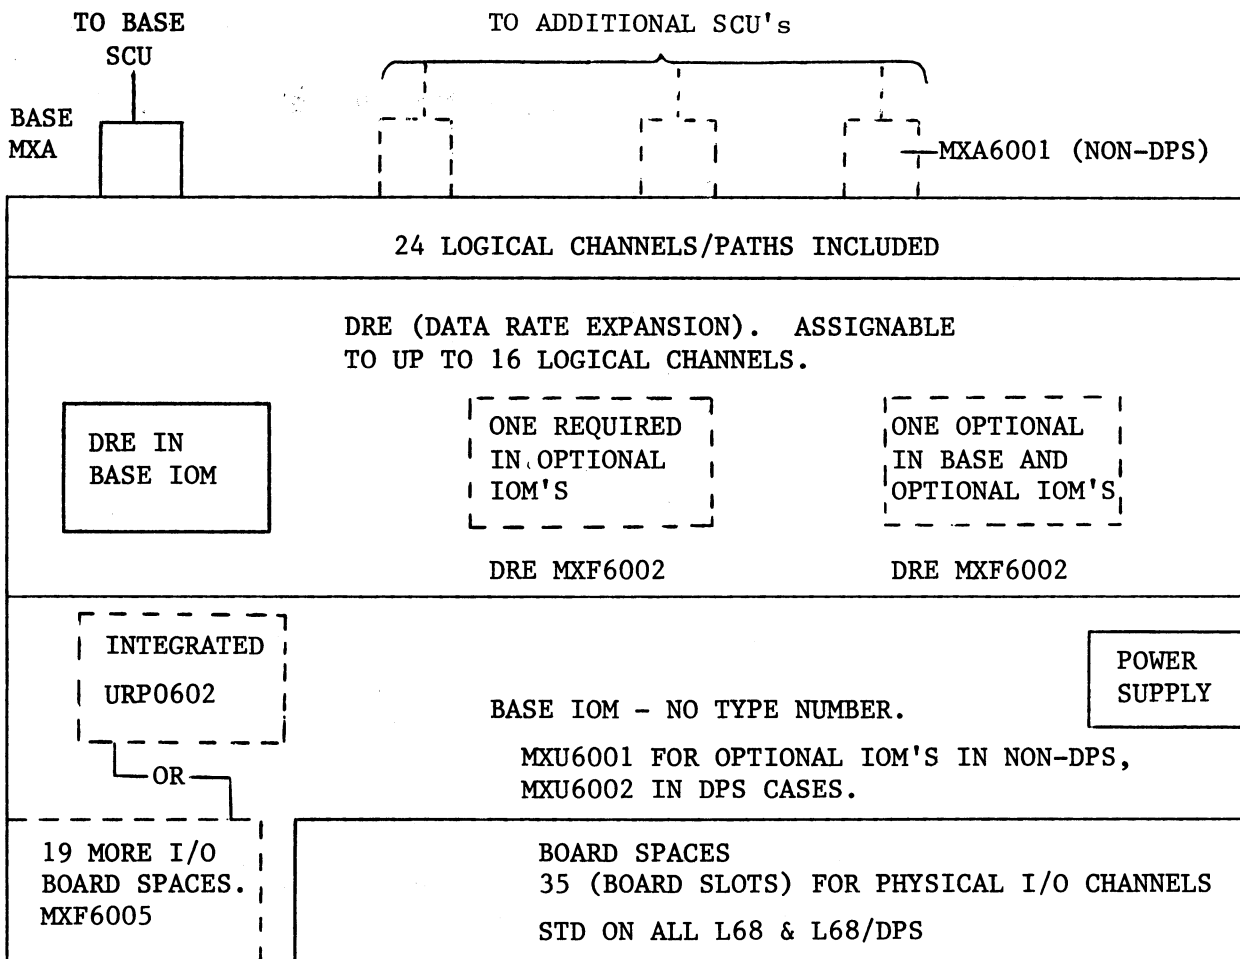 TO BASE
SCU
TO ADDITIONAL SCU's
BASE
MXA
MXA6001 (NON-DPS)
24 LOGICAL CHANNELS/PATHS INCLUDED
DRE (DATA RATE EXPANSION). ASSIGNABLE
TO UP TO 16 LOGICAL CHANNELS.
DRE IN
BASE IOM
ONE REQUIRED
IN OPTIONAL
IOM'S
ONE OPTIONAL
IN BASE AND
OPTIONAL IOM'S
DRE MXF6002
DRE MXF6002
INTEGRATED
URP0602
POWER
SUPPLY
BASE IOM - NO TYPE NUMBER.
MXU6001 FOR OPTIONAL IOM'S IN NON-DPS,
MXU6002 IN DPS CASES.
OR
19 MORE I/O
BOARD SPACES.
MXF6005
BOARD SPACES
35 (BOARD SLOTS) FOR PHYSICAL I/O CHANNELS
STD ON ALL L68 & L68/DPS